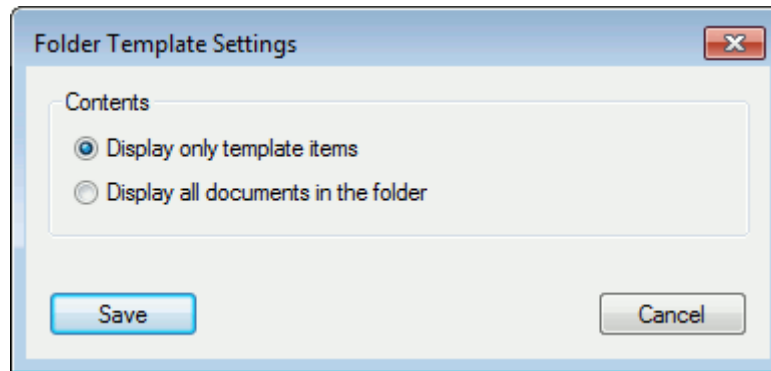 Folder Template Settings
Contents
Display only template items
Display all documents in the folder
Save
Cancel